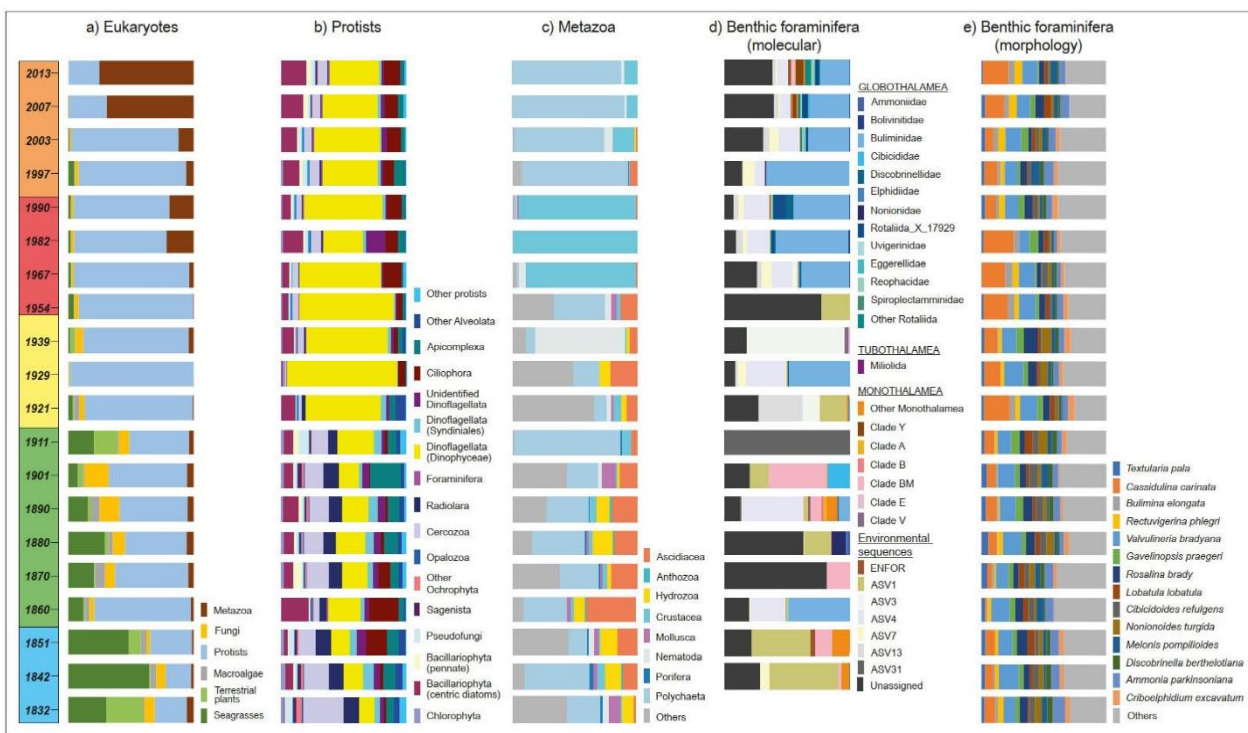 a) Eukaryotes
b) Protists
c) Metazoa
d) Benthic foraminifera
(molecular)
e) Benthic foraminifera
(morphology)
2013
2007
2003
1997
1990
1982
1967
1954
1939
1929
1921
1911
1901
1890
1880
1870
1860
1851
1842
1832
Metazoa
Fungi
Protists
Macroalgae
Terrestrial
plants
Seagrasses
Other protists
Other Alveolata
Apicomplexa
Ciliophora
Unidentified
Dinoflagellata
Dinoflagellata
(Syndiniales)
Dinoflagellata
(Dinophyceae)
Foraminifera
Radiolara
Cercozoa
Opalozoa
Other
Ochrophyta
Sagenista
Pseudofungi
Bacillariophyta
(pennate)
Bacillariophyta
(centric diatoms)
Chlorophyta
Ascidiacea
Anthozoa
Hydrozoa
Crustacea
Mollusca
Nematoda
Porifera
Polychaeta
Others
GLOBOTHALAMEA
Ammoniidae
Bolivinitidae
Buliminidae
Cibicididae
Discobrinellidae
Elphidiidae
Nonionidae
Rotaliida_X_17929
Uvigerinidae
Eggerellidae
Reophacidae
Spiroplectamminidae
Other Rotaliida
TUBOTHALAMEA
Miliolida
MONOTHALAMEA
Other Monothalamea
Clade Y
Clade A
Clade B
Clade BM
Clade E
Clade V
Environmental
sequences
ENFOR
ASV1
ASV3
ASV4
ASV7
ASV13
ASV31
Unassigned
Textularia pala
Cassidulina carinata
Bulimina elongata
Rectuvigerina phlegri
Valvulineria bradyana
Gavelinopsis praegeri
Rosalina brady
Lobatula lobatula
Cibicidoides refulgens
Nonionoides turgida
Melonis pompilioides
Discobrinella berthelotiana
Ammonia parkinsoniana
Criboelphidium excavatum
Others